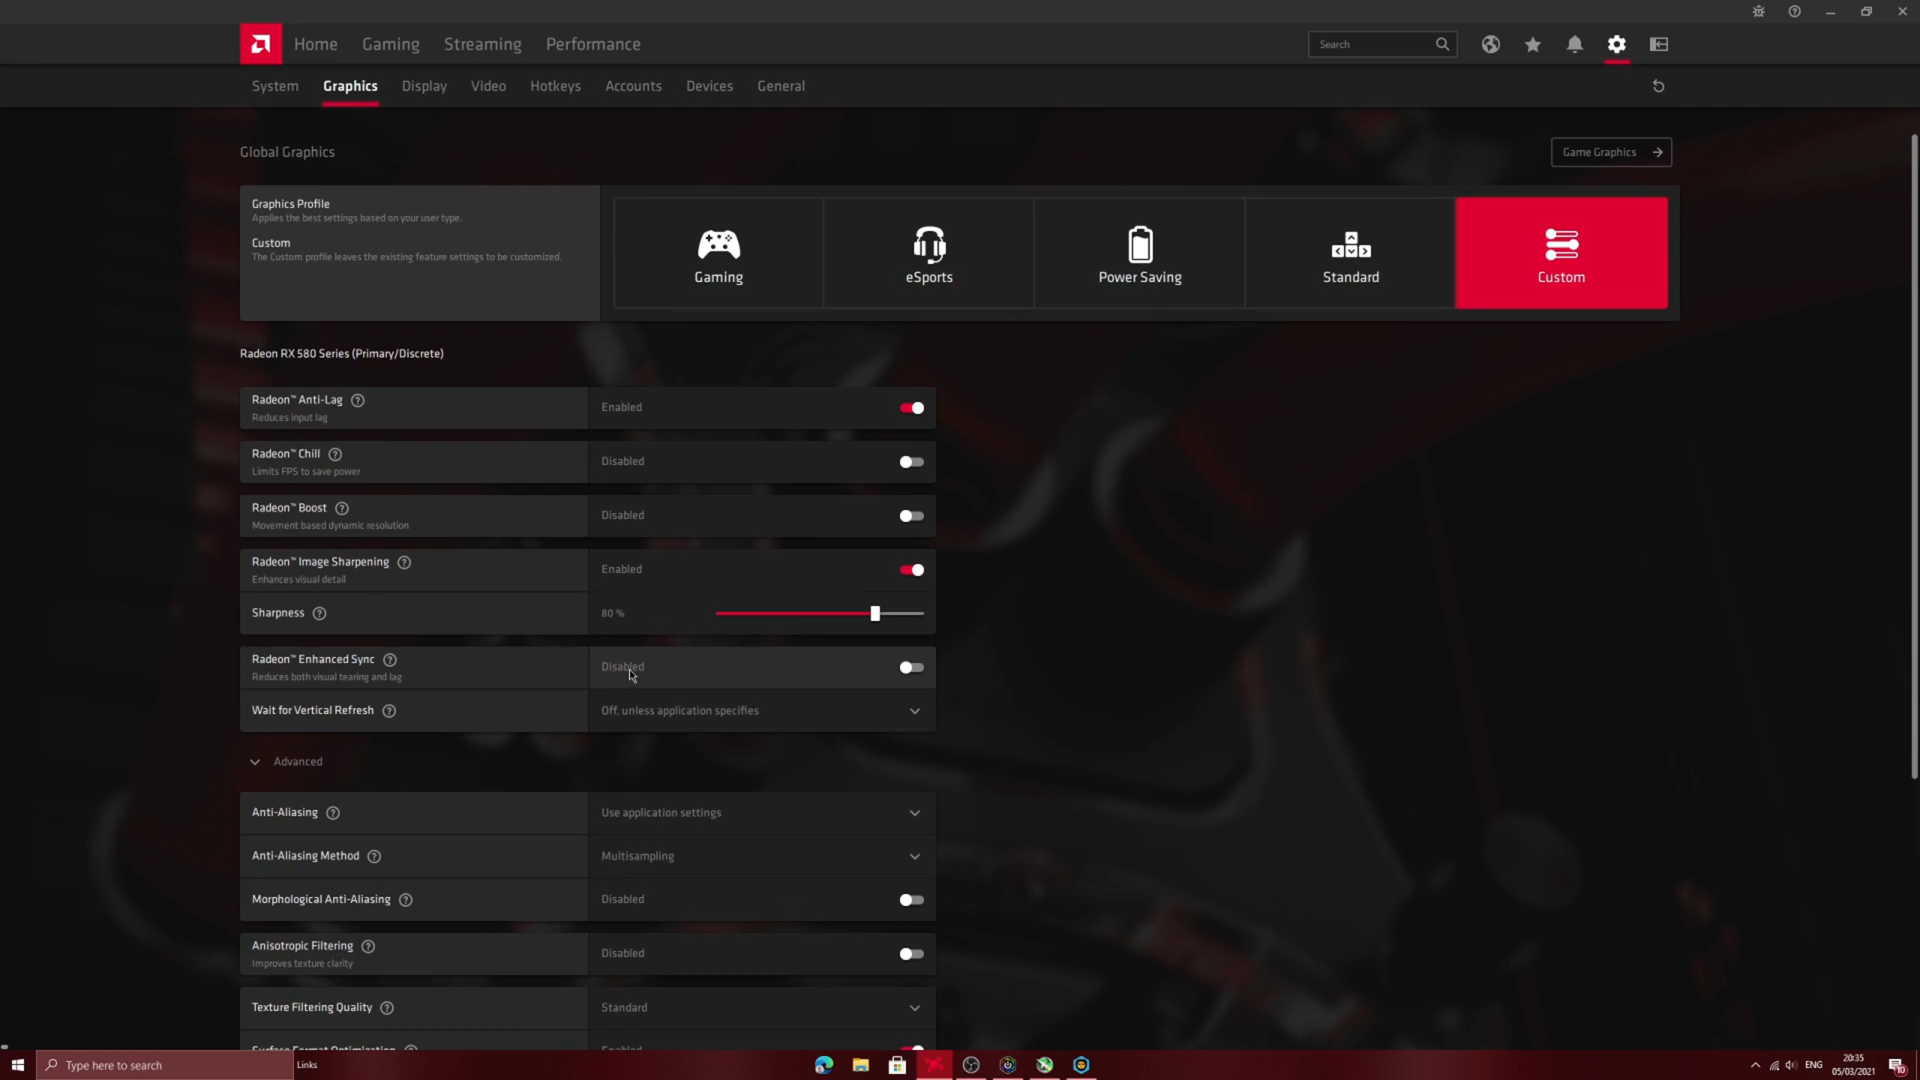 Home Gaming Streaming Performance
Search
System Graphics Display Video Hotkeys Accounts Devices General
Global Graphics
Game Graphics
Graphics Profile
Applies the best settings based on your user type.
Custom
The Custom profile leaves the existing feature settings to be customized.
Gaming
eSports
Power Saving
Standard
Custom
Radeon RX 580 Series (Primary/Discrete)
Radeon™ Anti-Lag
Reduces input lag
Enabled
Radeon™ Chill
Limits FPS to save power
Disabled
Radeon™ Boost
Movement based dynamic resolution
Disabled
Radeon™ Image Sharpening
Enhances visual detail
Enabled
Sharpness
80 %
Radeon™ Enhanced Sync
Reduces both visual tearing and lag
Disabled
Wait for Vertical Refresh
Off, unless application specifies
Advanced
Anti-Aliasing
Use application settings
Anti-Aliasing Method
Multisampling
Morphological Anti-Aliasing
Disabled
Anisotropic Filtering
Improves texture clarity
Disabled
Texture Filtering Quality
Standard
Surface Format Optimization
Enabled
Type here to search
Links
ENG
20:35
05/03/2021